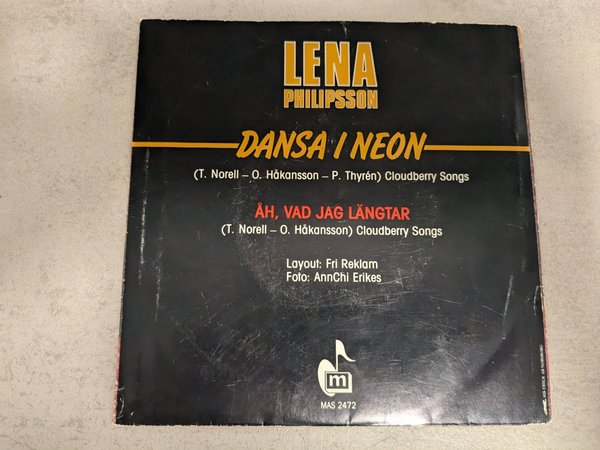 LENA
PHILIPSSON
DANSA I NEON
(T. Norell – O. Håkansson – P. Thyrén) Cloudberry Songs
ÅH, VAD JAG LÄNGTAR
(T. Norell – O. Håkansson) Cloudberry Songs
Layout: Fri Reklam
Foto: AnnChi Erikes
m
MAS 2472